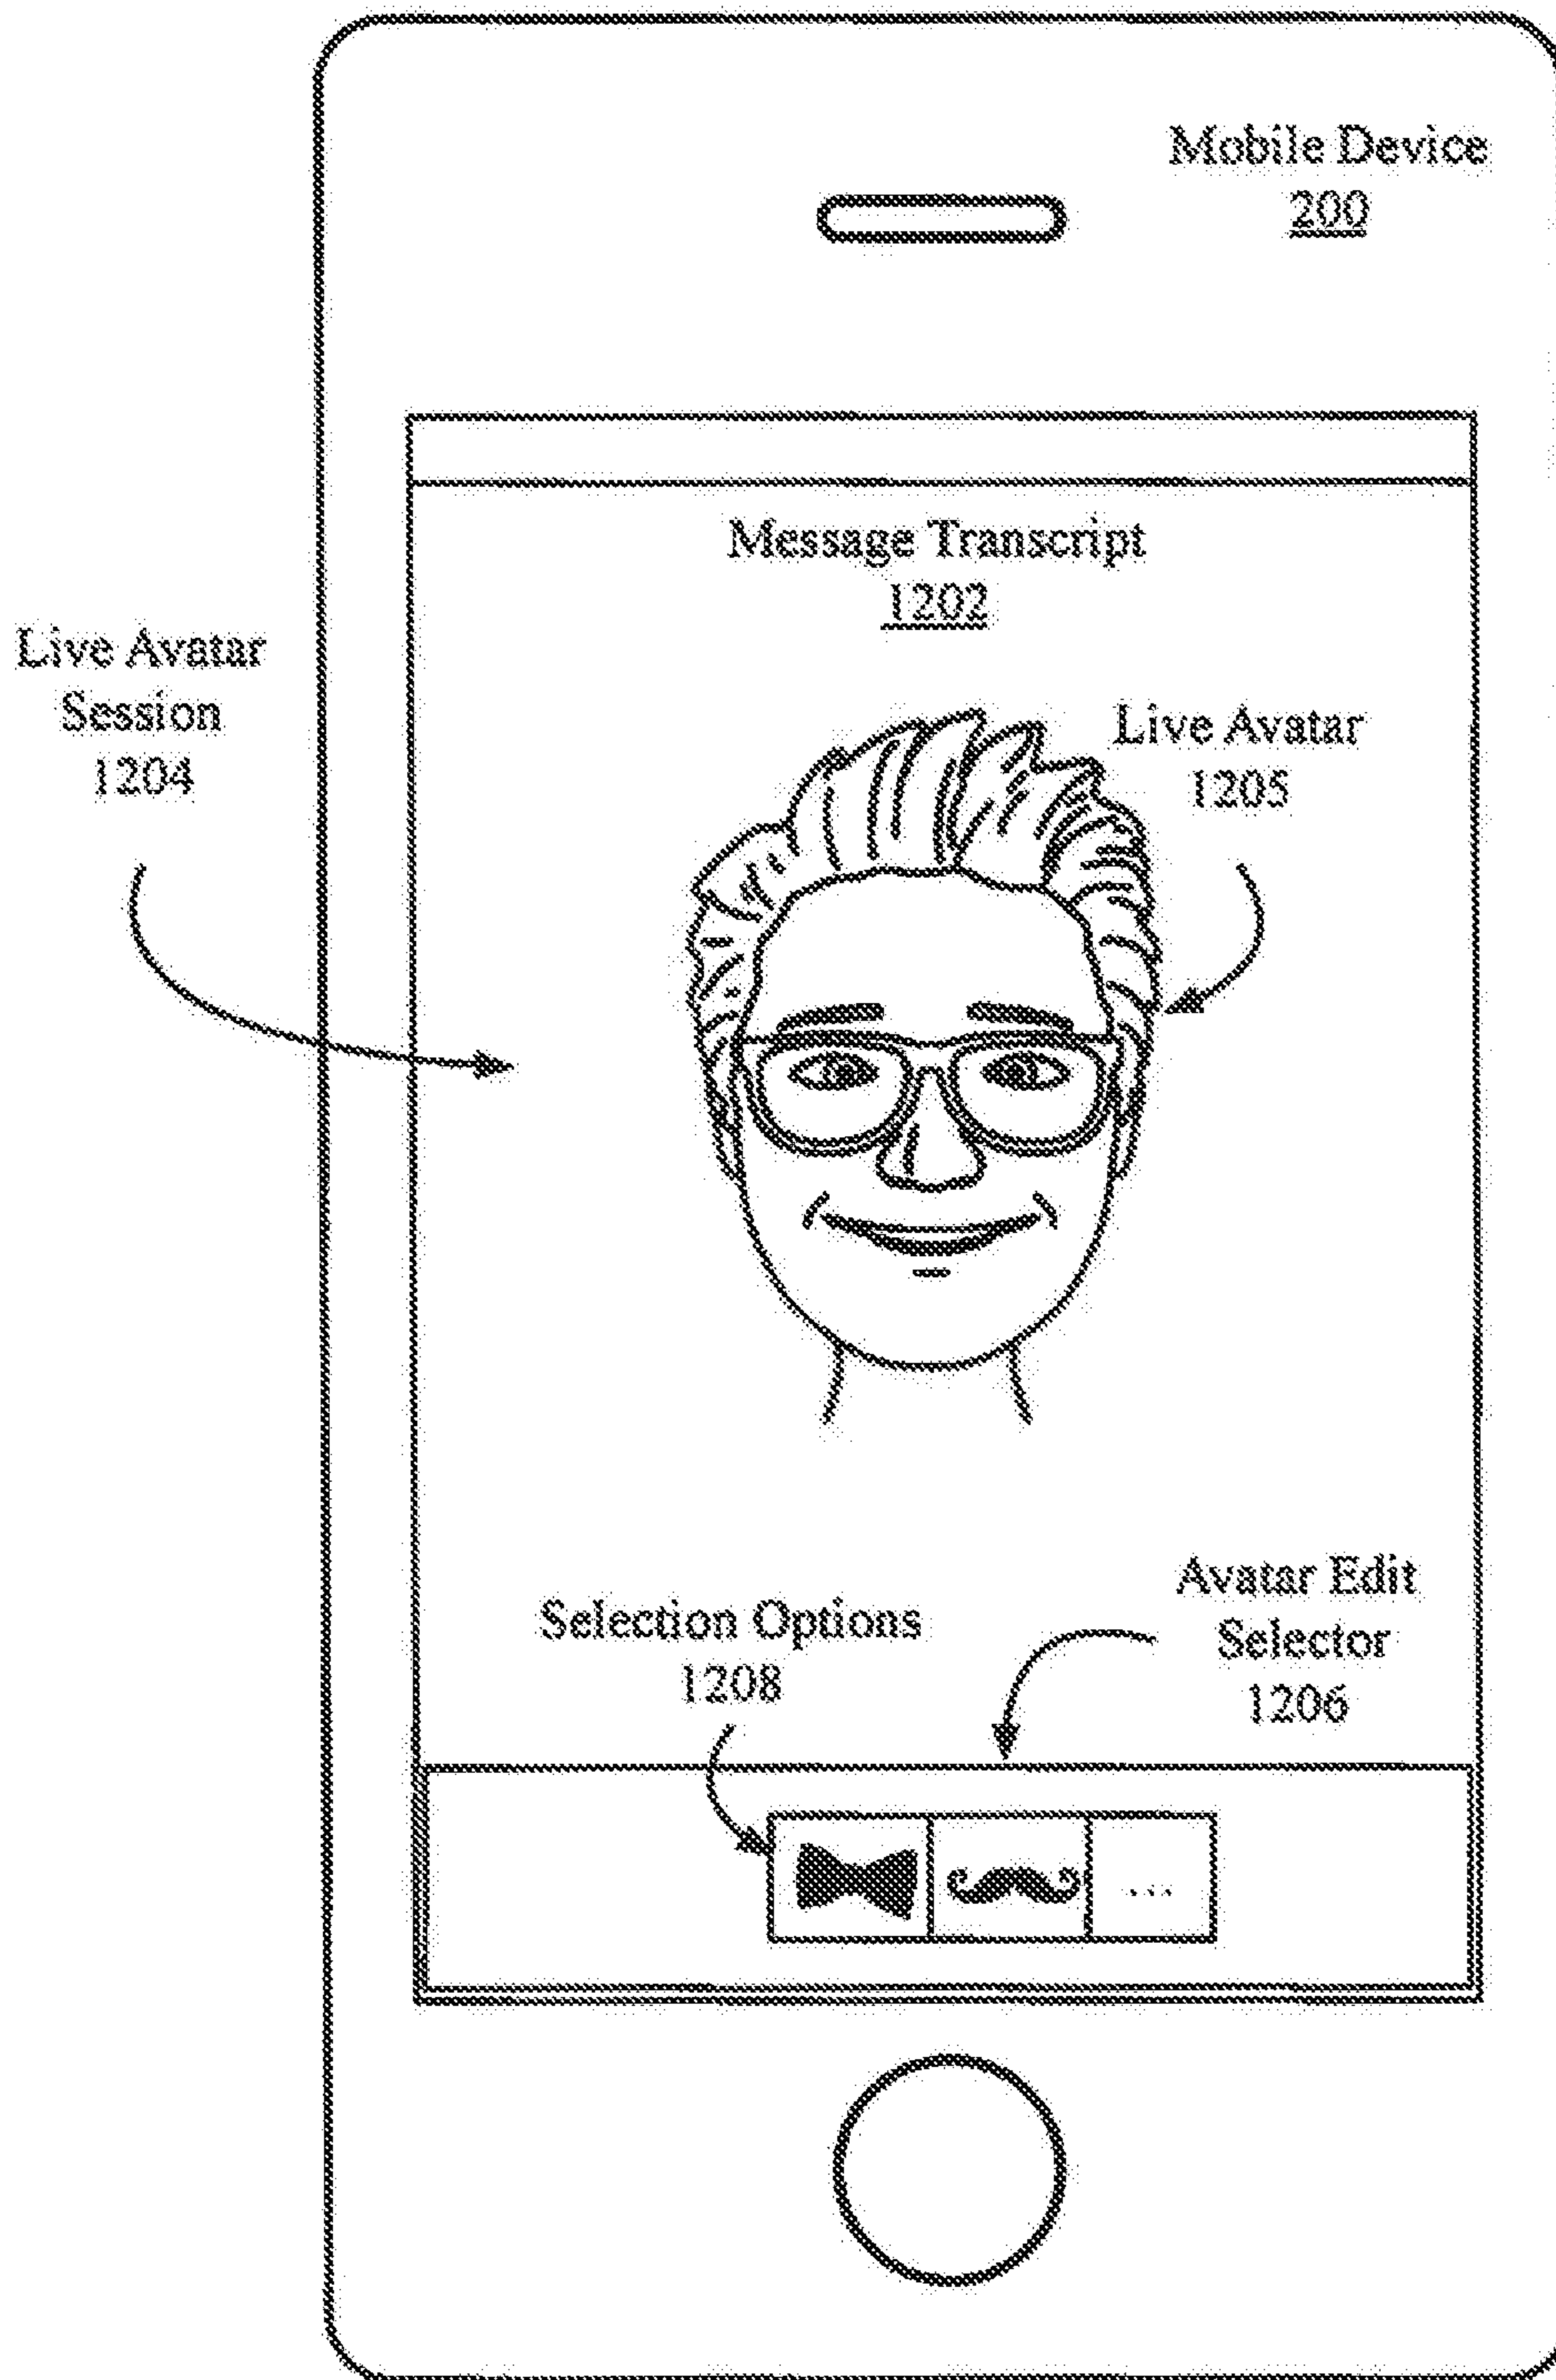 Mobile Device
200
Message Transcript
1202
Live Avatar
Session
1204
Live Avatar
1205
Selection Options
1208
Avatar Edit
Selector
1206
...